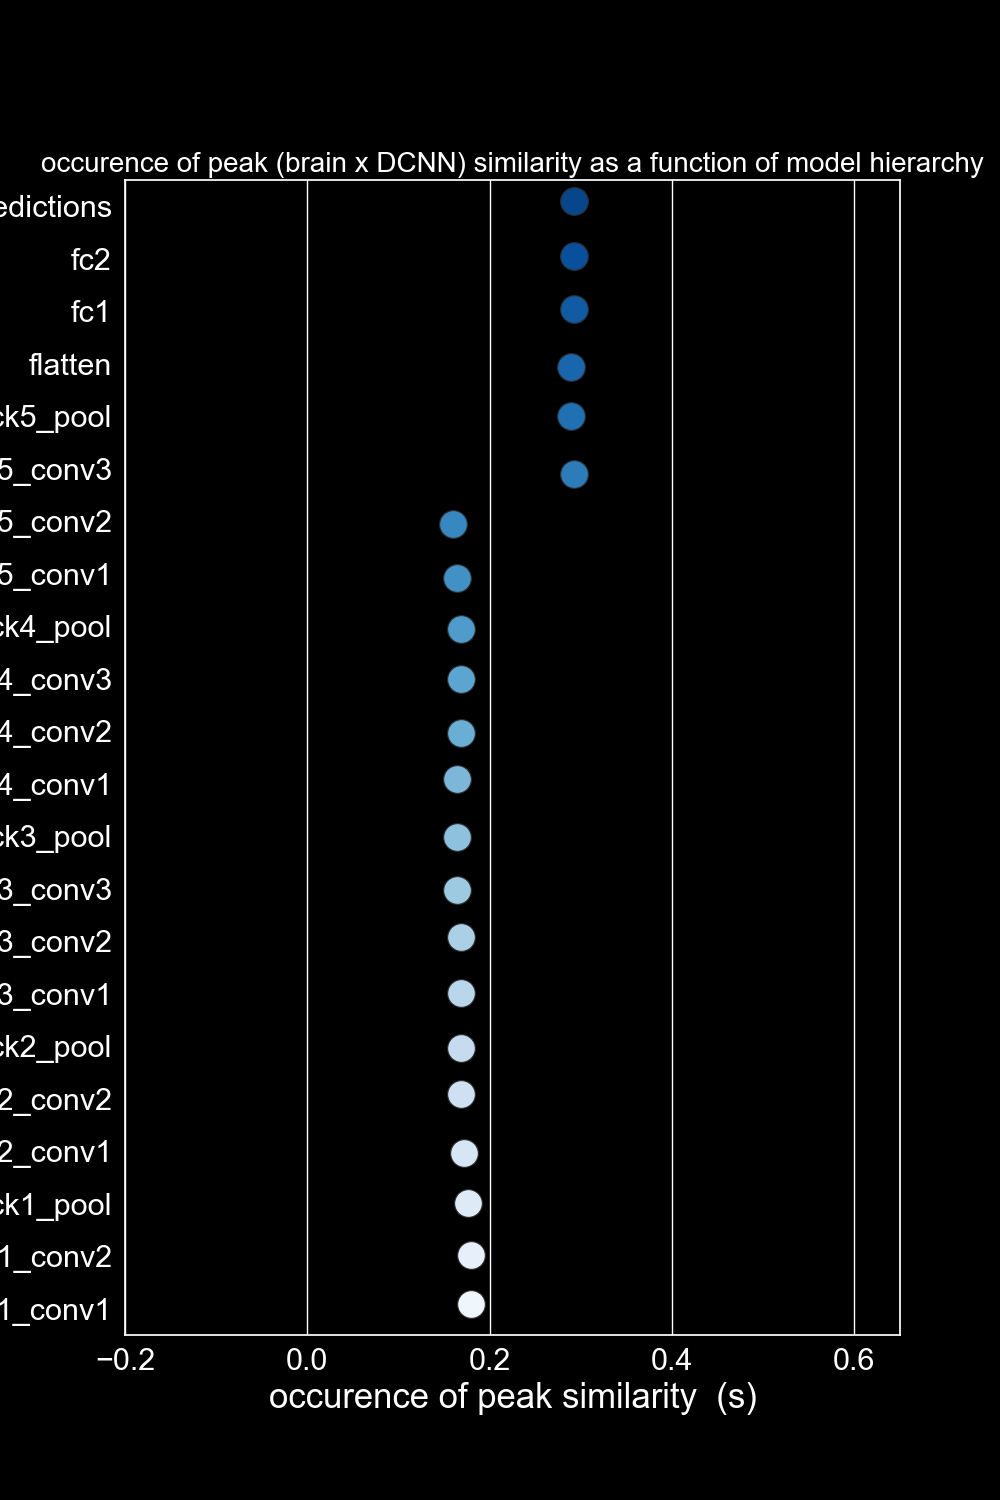 occurence of peak (brain x DCNN) similarity as a function of model hierarchy
edictions
fc2
fc1
flatten
ck5_pool
5_conv3
5_conv2
5_conv1
ck4_pool
4_conv3
4_conv2
4_conv1
ck3_pool
3_conv3
3_conv2
3_conv1
ck2_pool
2_conv2
2_conv1
ck1_pool
1_conv2
1_conv1
−0.2 0.0 0.2 0.4 0.6
occurence of peak similarity (s)